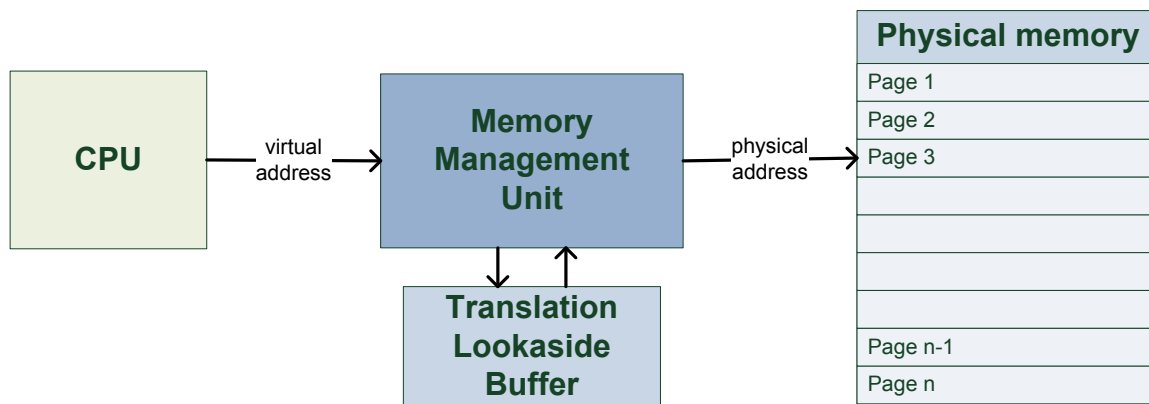 CPU
virtual
address
Memory
Management
Unit
Translation
Lookaside
Buffer
physical
address
Physical memory
Page 1
Page 2
Page 3
Page n-1
Page n